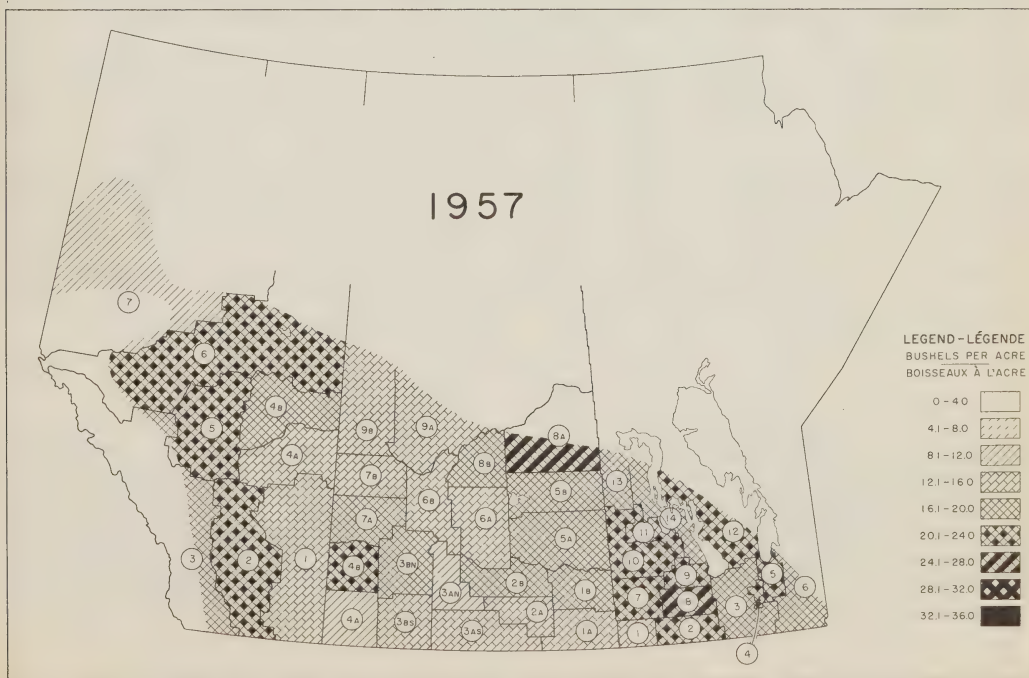 1957
LEGEND - LÉGENDE
BUSHELS PER ACRE
BOISSEAUX À L'ACRE
0 - 4.0
4.1 - 8.0
8.1 - 12.0
12.1 - 16.0
16.1 - 20.0
20.1 - 24.0
24.1 - 28.0
28.1 - 32.0
32.1 - 36.0
7
6
5
4B
4A
3
2
1
9B
9A
7B
7A
6B
8B
6A
4B
3BN
3AN
4A
3BS
3AS
8A
5B
5A
2B
1B
2A
1A
13
14
11
12
10
9
5
6
7
8
3
1
2
4